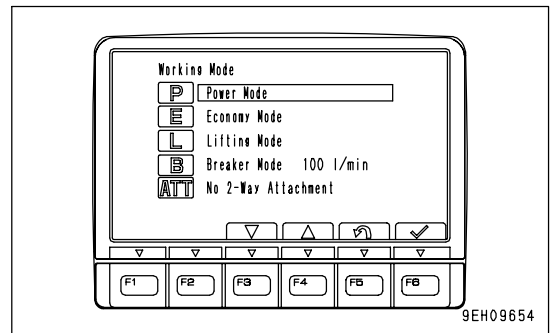 Working Mode
P Power Mode
E Economy Mode
L Lifting Mode
B Breaker Mode 100 l/min
ATT No 2-Way Attachment
F1 F2 F3 F4 F5 F6
9EH09654